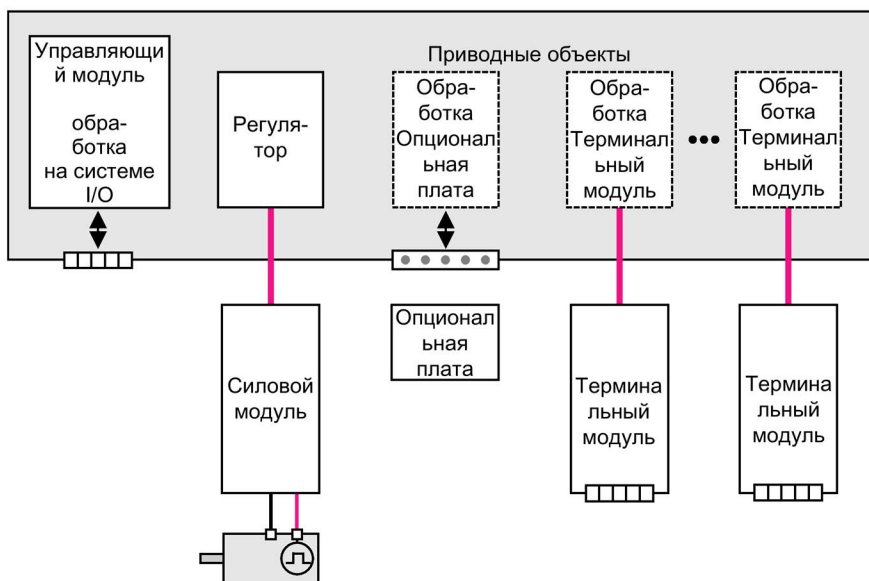 Приводные объекты
Управляющи
й модуль
обра-
ботка
на системе
I/O
Регуля-
тор
Обра-
ботка
Опционал
ьная
плата
Обра-
ботка
Терминал
ьный
модуль
Обра-
ботка
Терминал
ьный
модуль
Силовой
модуль
Опционал
ьная
плата
Термина
льный
модуль
Термина
льный
модуль